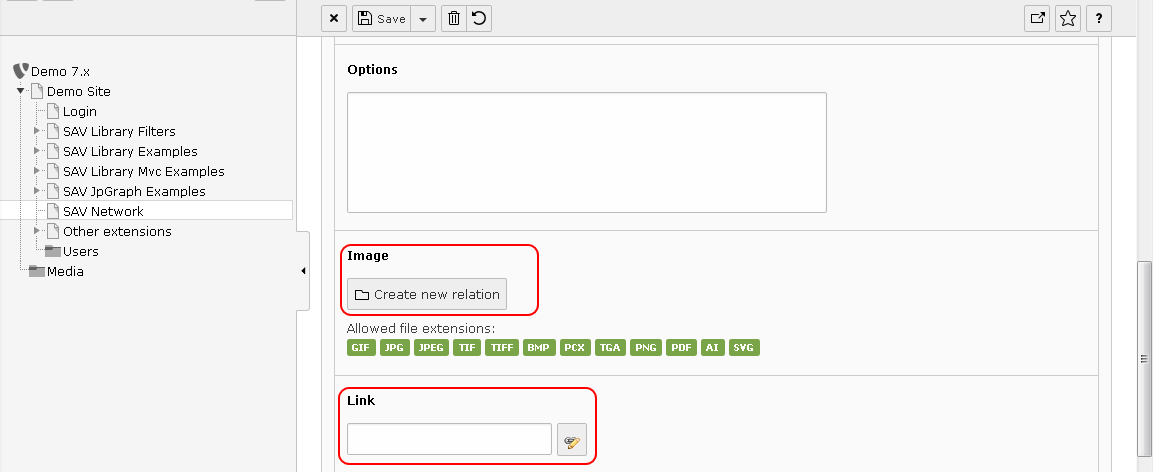 Save
?
Demo 7.x
Demo Site
Login
SAV Library Filters
SAV Library Examples
SAV Library Mvc Examples
SAV JpGraph Examples
SAV Network
Other extensions
Users
Media
Options
Image
Create new relation
Allowed file extensions:
GIF JPG JPEG TIF TIFF BMP PCX TGA PNG PDF AI SVG
Link